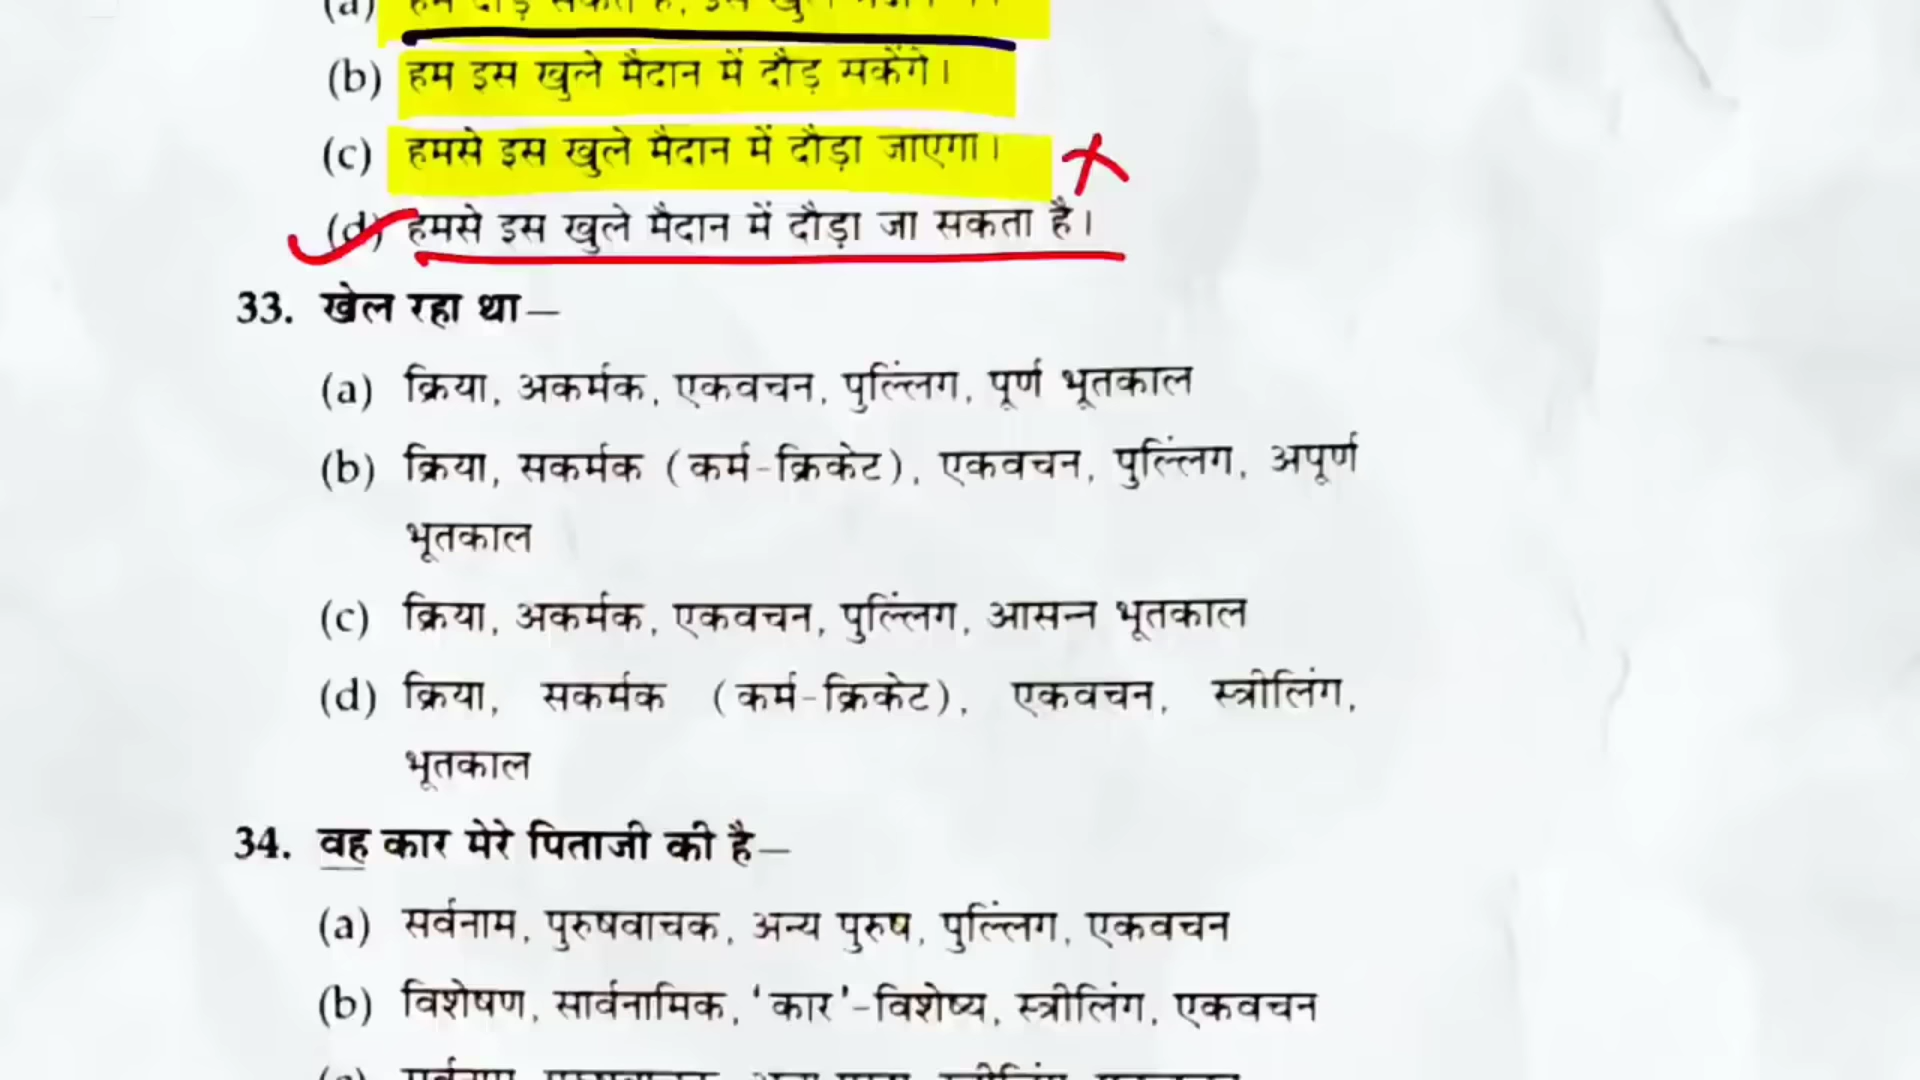 (b) हम इस खुले मैदान में दौड़ सकेंगे।
(c) हमसे इस खुले मैदान में दौड़ा जाएगा।
(d) हमसे इस खुले मैदान में दौड़ा जा सकता है।
33. खेल रहा था—
(a) क्रिया, अकर्मक, एकवचन, पुल्लिंग, पूर्ण भूतकाल
(b) क्रिया, सकर्मक (कर्म-क्रिकेट), एकवचन, पुल्लिंग, अपूर्ण
भूतकाल
(c) क्रिया, अकर्मक, एकवचन, पुल्लिंग, आसन्न भूतकाल
(d) क्रिया, सकर्मक (कर्म-क्रिकेट), एकवचन, स्त्रीलिंग,
भूतकाल
34. वह कार मेरे पिताजी की है—
(a) सर्वनाम, पुरुषवाचक, अन्य पुरुष, पुल्लिंग, एकवचन
(b) विशेषण, सार्वनामिक, 'कार'-विशेष्य, स्त्रीलिंग, एकवचन